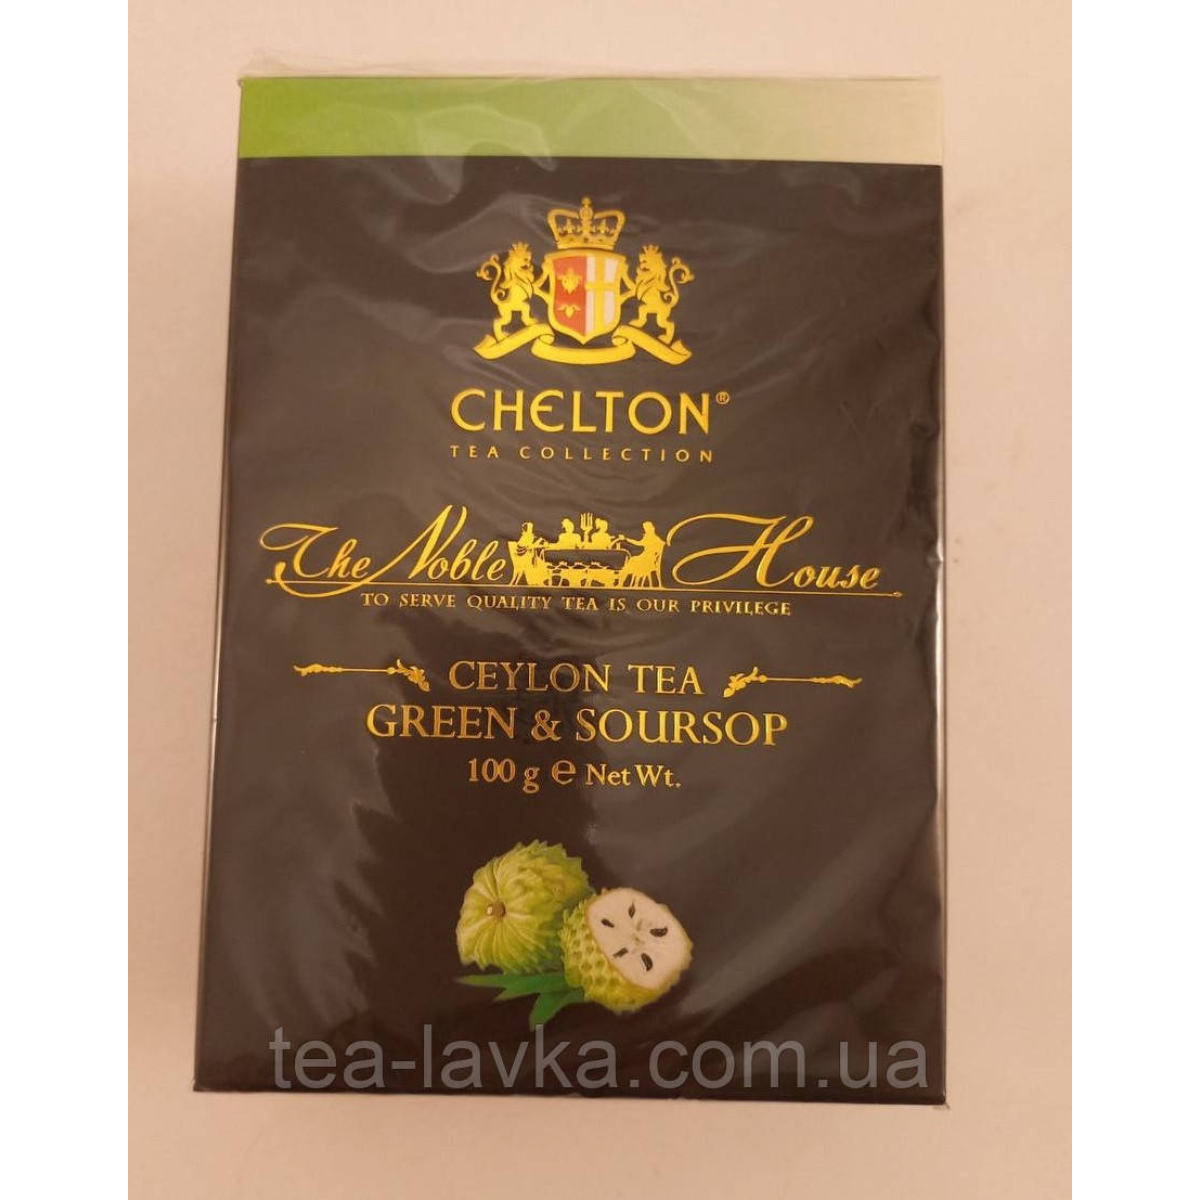 CHELTON®
TEA COLLECTION
The Noble House
TO SERVE QUALITY TEA IS OUR PRIVILEGE
CEYLON TEA
GREEN & SOURSOP
100 g ℮ Net Wt.
tea-lavka.com.ua